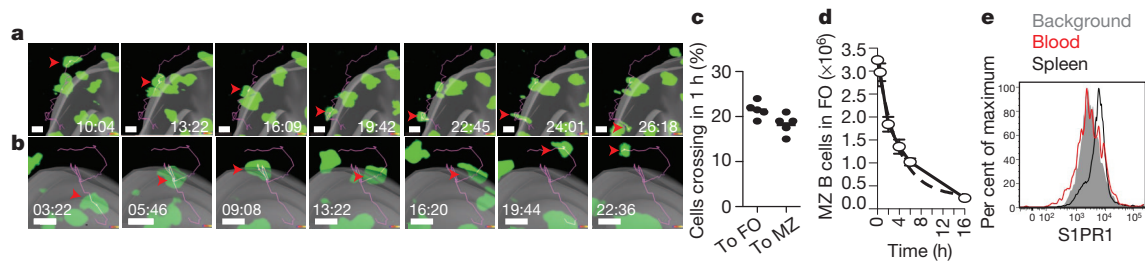 a
10:04
13:22
16:09
19:42
22:45
24:01
26:18
b
03:22
05:46
09:08
13:22
16:20
19:44
22:36
c
Cells crossing in 1 h (%)
30
20
10
0
To FO
To MZ
d
MZ B cells in FO (×10⁶)
3.5
3.0
2.5
2.0
1.5
1.0
0.5
0.0
0
4
8
12
16
Time (h)
e
Background
Blood
Spleen
Per cent of maximum
100
80
60
40
20
0
0 10² 10³ 10⁴ 10⁵
S1PR1